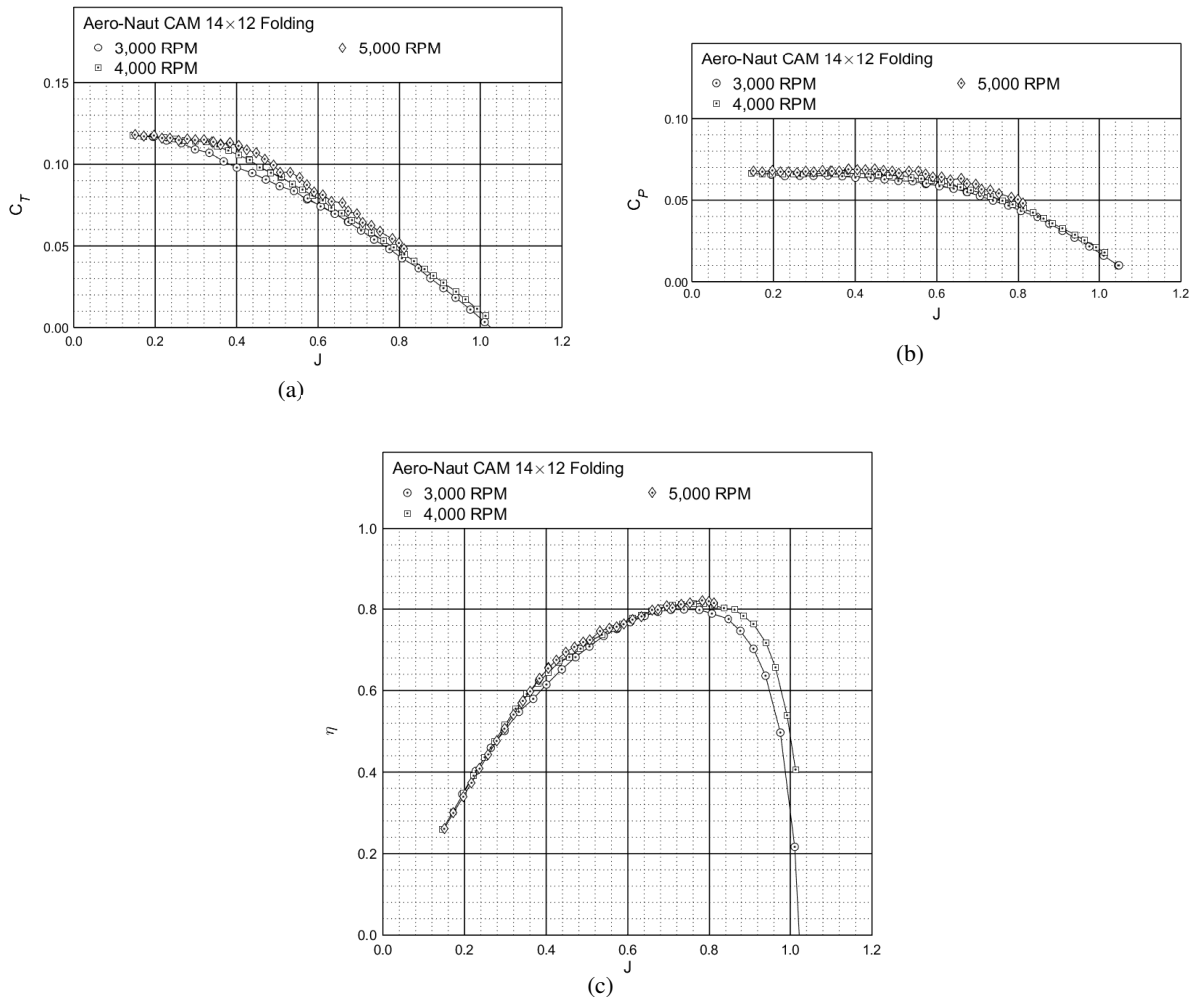 Aero-Naut CAM 14×12 Folding
3,000 RPM
5,000 RPM
4,000 RPM
0.15
0.10
0.05
0.00
C_T
0.0 0.2 0.4 0.6 0.8 1.0 1.2
J
(a)
Aero-Naut CAM 14×12 Folding
3,000 RPM
5,000 RPM
4,000 RPM
0.10
0.05
0.00
C_P
0.0 0.2 0.4 0.6 0.8 1.0 1.2
J
(b)
Aero-Naut CAM 14×12 Folding
3,000 RPM
5,000 RPM
4,000 RPM
1.0
0.8
0.6
0.4
0.2
0.0
η
0.0 0.2 0.4 0.6 0.8 1.0 1.2
J
(c)